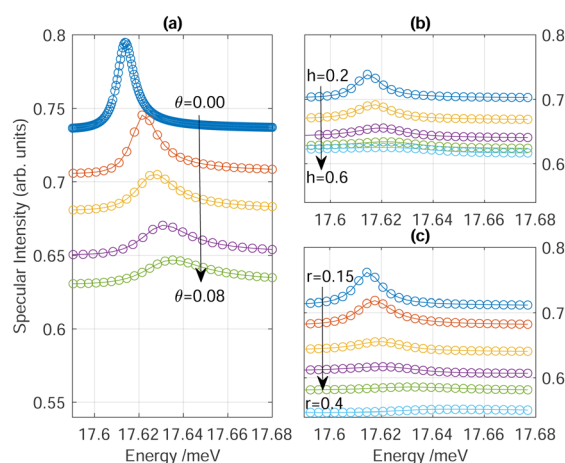 (a)
0.8
0.75
0.7
0.65
0.6
0.55
Specular Intensity (arb. units)
θ=0.00
θ=0.08
17.6
17.62
17.64
17.66
17.68
Energy /meV
(b)
h=0.2
h=0.6
0.8
0.7
0.6
17.6
17.62
17.64
17.66
17.68
(c)
r=0.15
r=0.4
0.8
0.7
0.6
17.6
17.62
17.64
17.66
17.68
Energy /meV